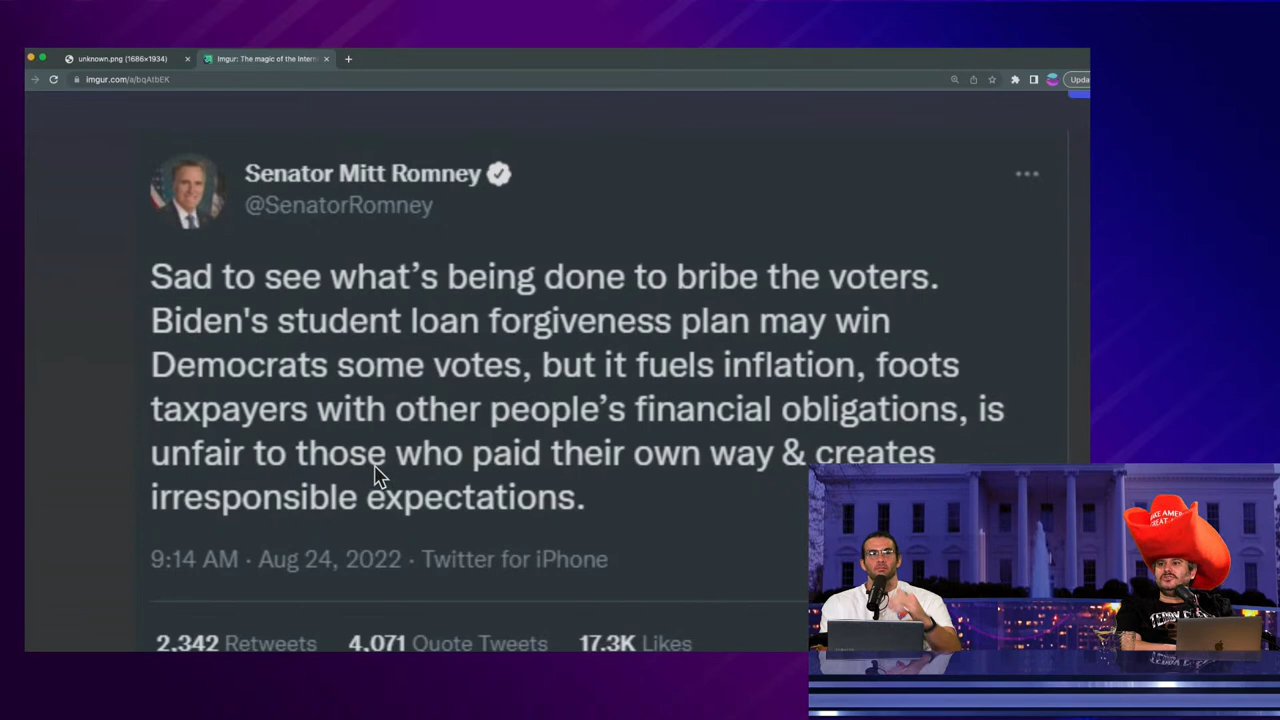 unknown.png (1686×1934)
Imgur: The magic of the Intern
imgur.com/a/bqAtbEK
Upda
Senator Mitt Romney
@SenatorRomney
Sad to see what’s being done to bribe the voters.
Biden's student loan forgiveness plan may win
Democrats some votes, but it fuels inflation, foots
taxpayers with other people’s financial obligations, is
unfair to those who paid their own way & creates
irresponsible expectations.
9:14 AM · Aug 24, 2022 · Twitter for iPhone
2,342 Retweets 4,071 Quote Tweets 17.3K Likes